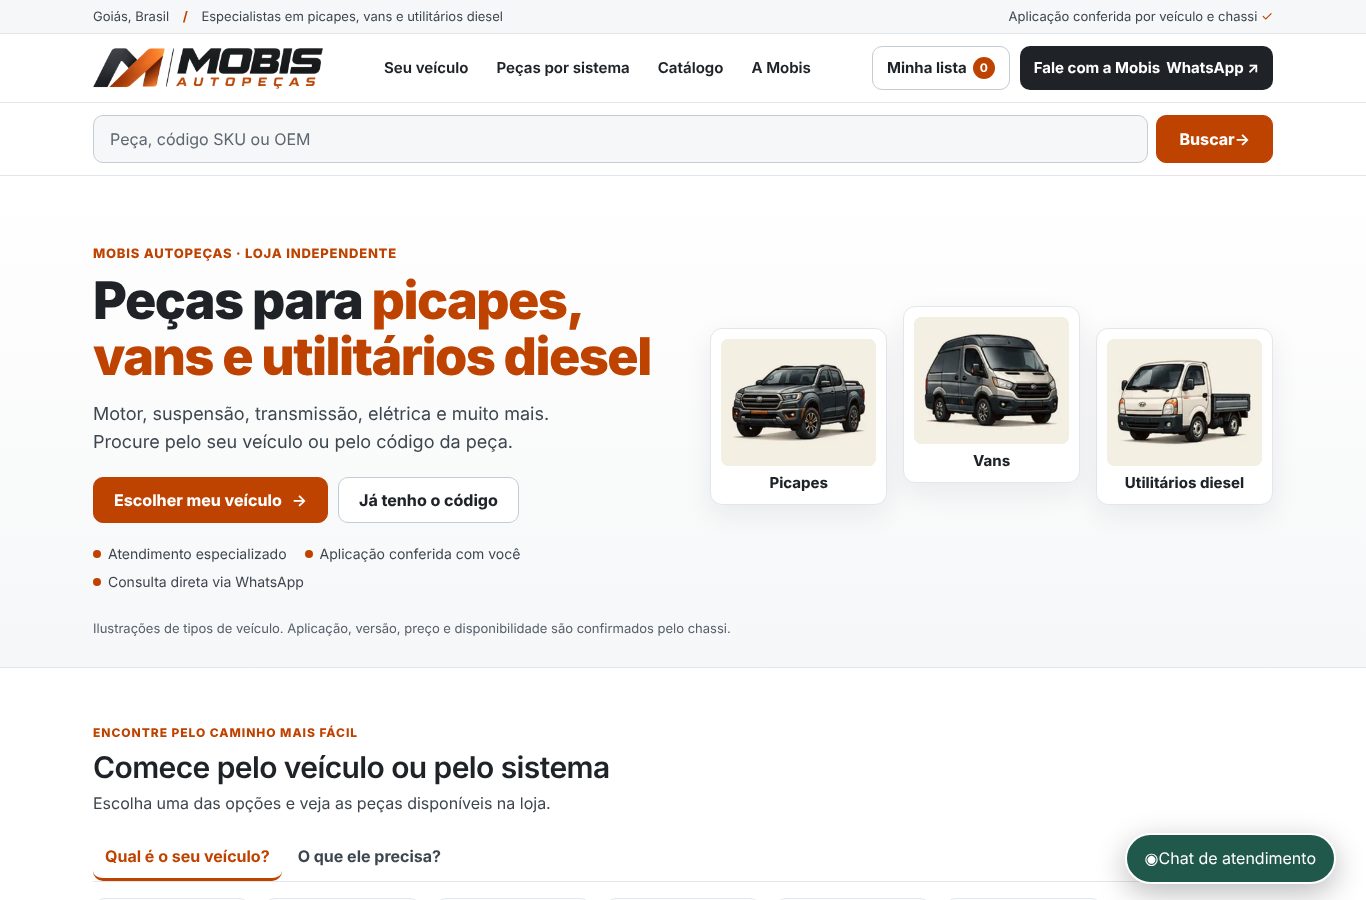 Goiás, Brasil / Especialistas em picapes, vans e utilitários diesel
Aplicação conferida por veículo e chassi ✓
MOBIS
AUTOPEÇAS
Seu veículo
Peças por sistema
Catálogo
A Mobis
Minha lista 0
Fale com a Mobis WhatsApp ↗
Peça, código SKU ou OEM
Buscar→
MOBIS AUTOPEÇAS · LOJA INDEPENDENTE
Peças para picapes,
vans e utilitários diesel
Motor, suspensão, transmissão, elétrica e muito mais.
Procure pelo seu veículo ou pelo código da peça.
Escolher meu veículo →
Já tenho o código
Atendimento especializado
Aplicação conferida com você
Consulta direta via WhatsApp
Picapes
Vans
Utilitários diesel
Ilustrações de tipos de veículo. Aplicação, versão, preço e disponibilidade são confirmados pelo chassi.
ENCONTRE PELO CAMINHO MAIS FÁCIL
Comece pelo veículo ou pelo sistema
Escolha uma das opções e veja as peças disponíveis na loja.
Qual é o seu veículo?
O que ele precisa?
◉Chat de atendimento